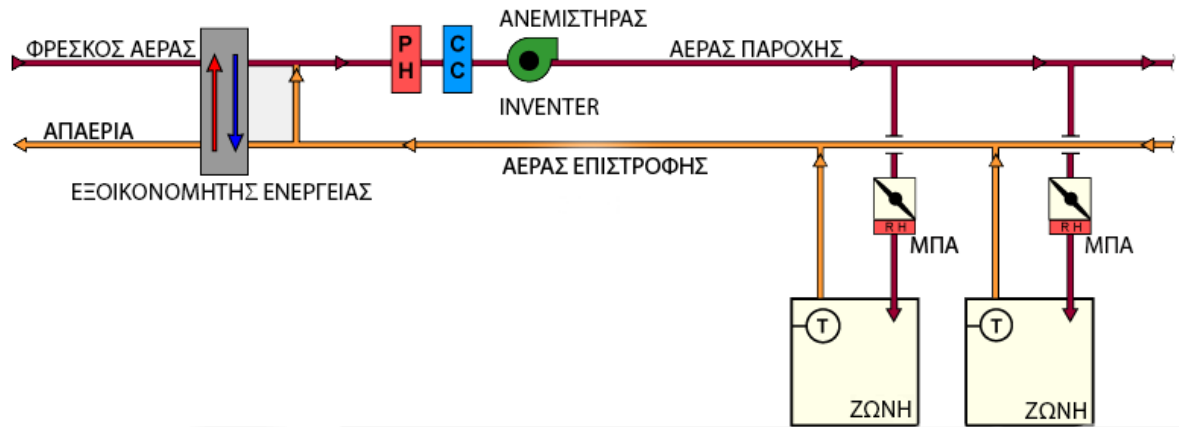 ΑΝΕΜΙΣΤΗΡΑΣ
ΦΡΕΣΚΟΣ ΑΕΡΑΣ
P H
C C
ΑΕΡΑΣ ΠΑΡΟΧΗΣ
INVENTER
ΑΠΑΕΡΙΑ
ΑΕΡΑΣ ΕΠΙΣΤΡΟΦΗΣ
ΕΞΟΙΚΟΝΟΜΗΤΗΣ ΕΝΕΡΓΕΙΑΣ
R H
R H
ΜΠΑ
ΜΠΑ
T
T
ΖΩΝΗ
ΖΩΝΗ